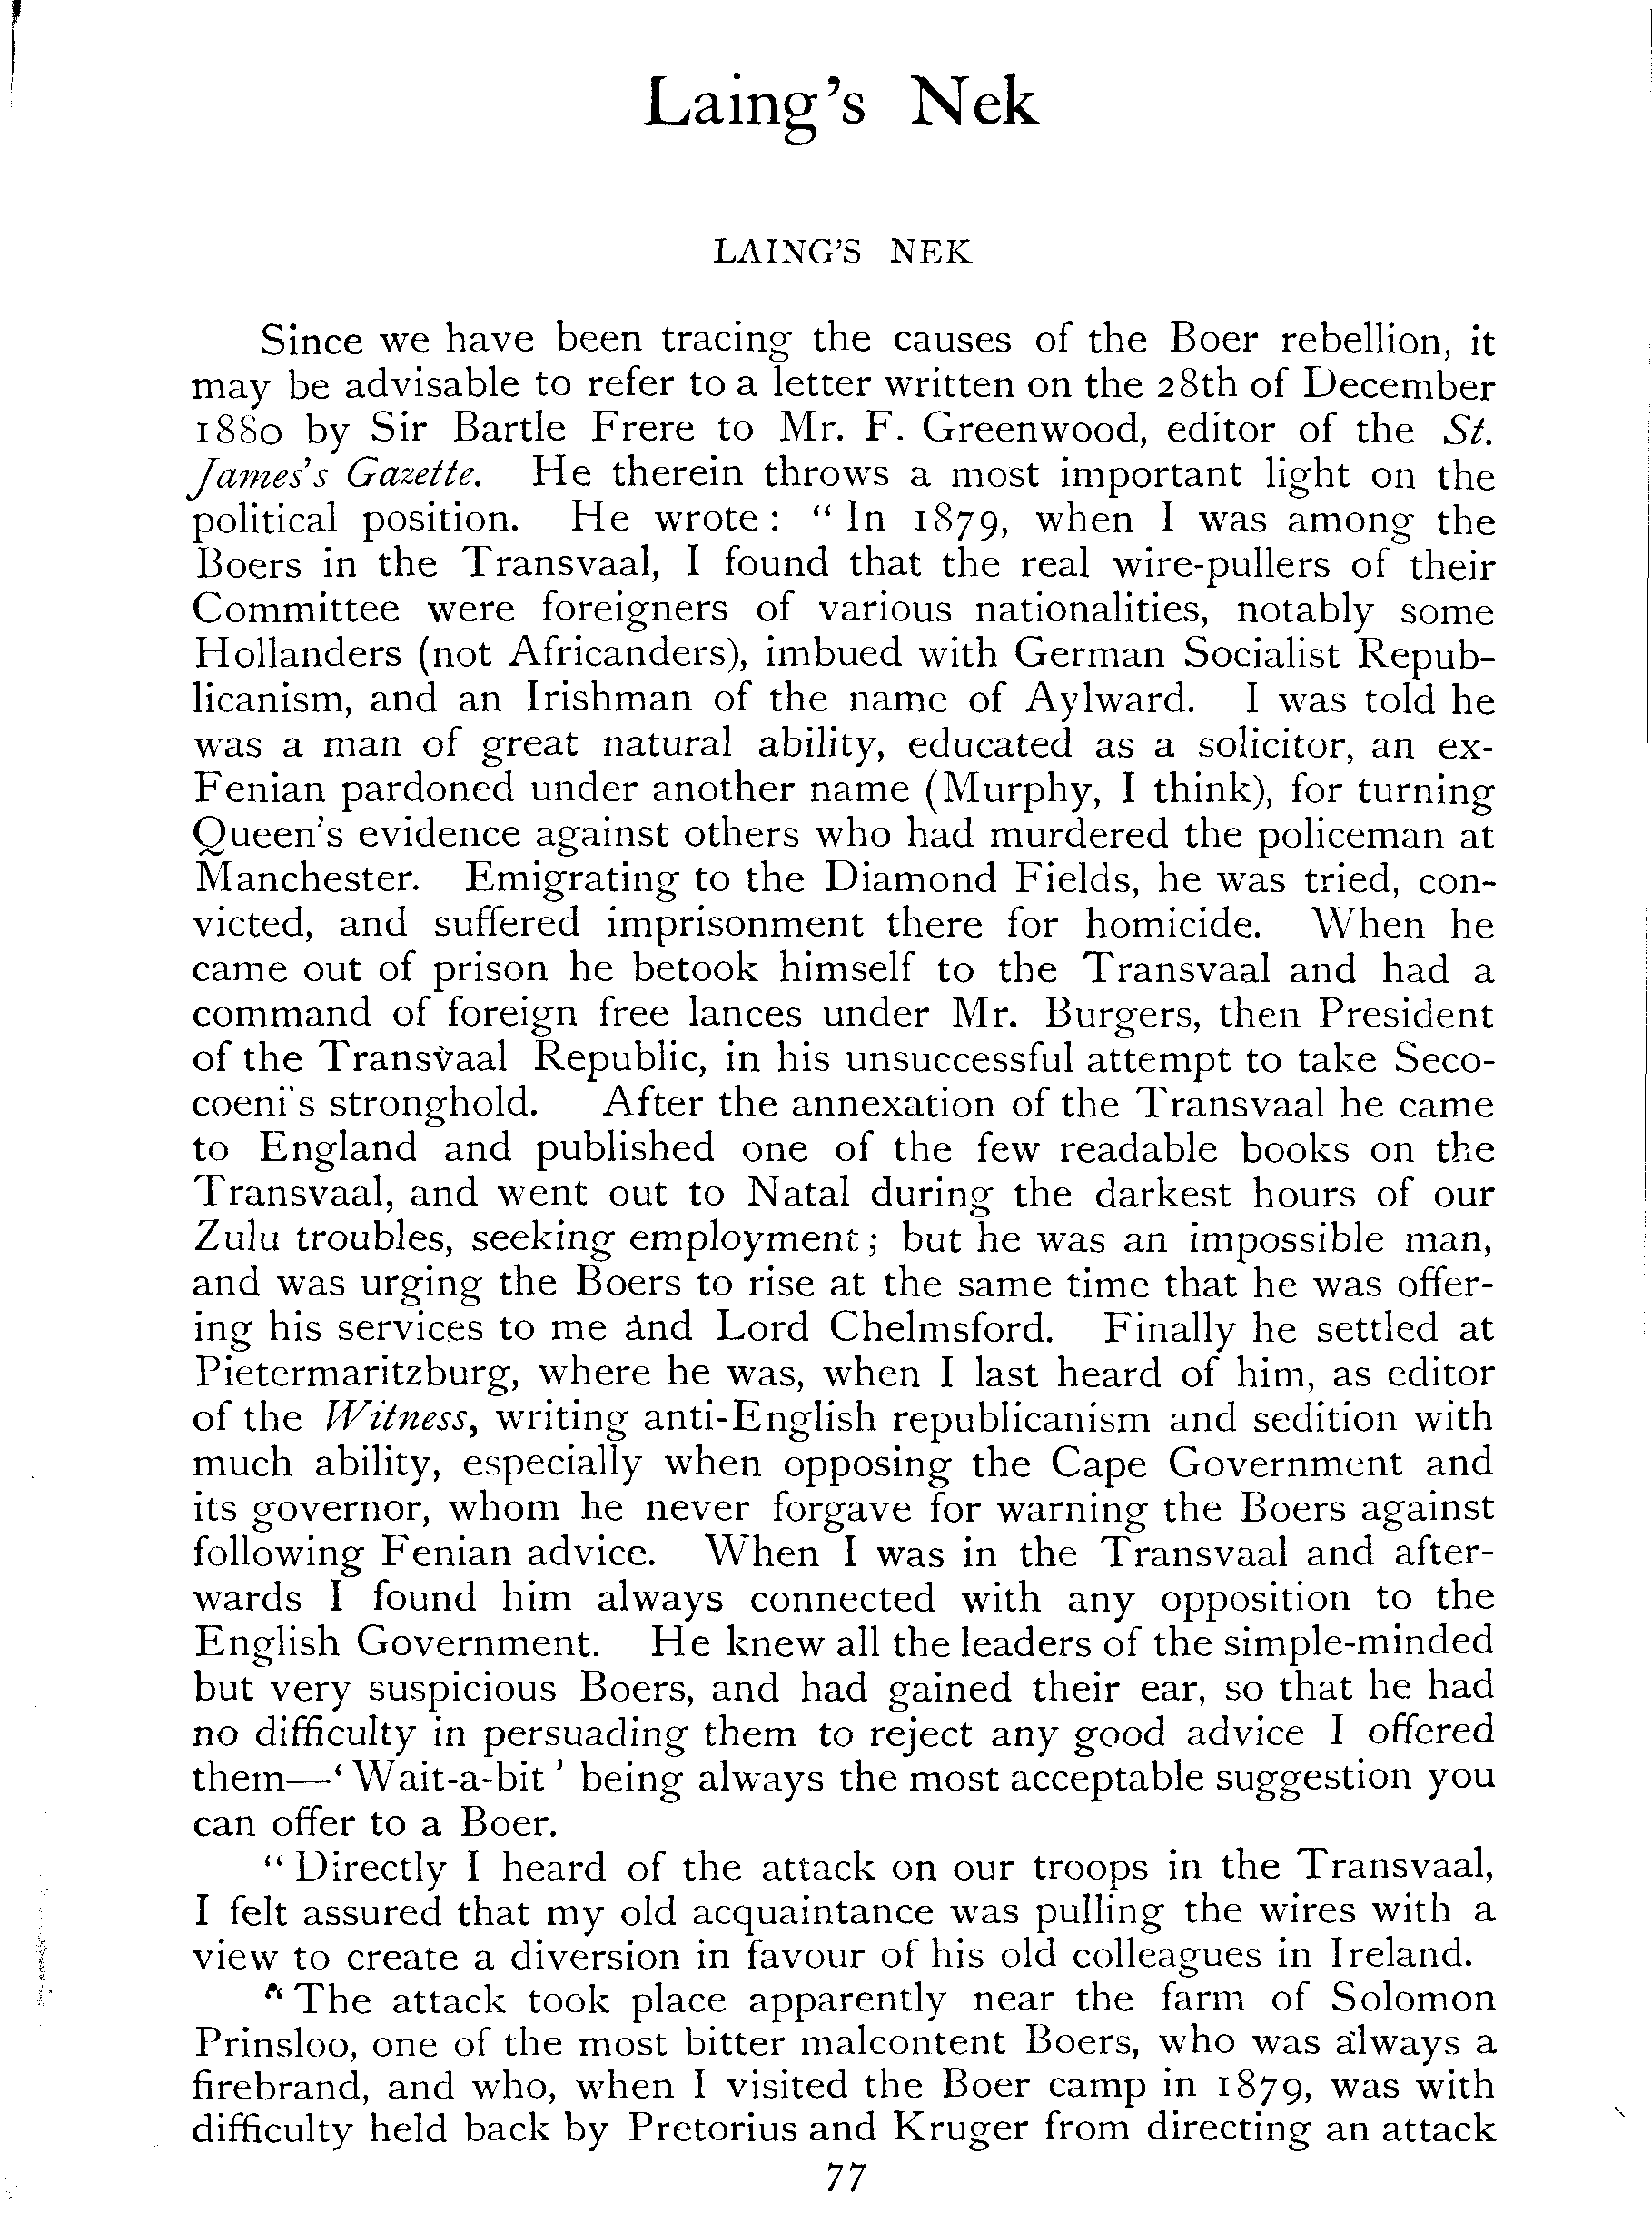 Laing's Nek
LAING'S NEK
Since we have been tracing the causes of the Boer rebellion, it
may be advisable to refer to a letter written on the 28th of December
1880 by Sir Bartle Frere to Mr. F. Greenwood, editor of the St.
James's Gazette. He therein throws a most important light on the
political position. He wrote: "In 1879, when I was among the
Boers in the Transvaal, I found that the real wire-pullers of their
Committee were foreigners of various nationalities, notably some
Hollanders (not Africanders), imbued with German Socialist Repub-
licanism, and an Irishman of the name of Aylward. I was told he
was a man of great natural ability, educated as a solicitor, an ex-
Fenian pardoned under another name (Murphy, I think), for turning
Queen's evidence against others who had murdered the policeman at
Manchester. Emigrating to the Diamond Fields, he was tried, con-
victed, and suffered imprisonment there for homicide. When he
came out of prison he betook himself to the Transvaal and had a
command of foreign free lances under Mr. Burgers, then President
of the Transvaal Republic, in his unsuccessful attempt to take Seco-
coeni's stronghold. After the annexation of the Transvaal he came
to England and published one of the few readable books on the
Transvaal, and went out to Natal during the darkest hours of our
Zulu troubles, seeking employment; but he was an impossible man,
and was urging the Boers to rise at the same time that he was offer-
ing his services to me and Lord Chelmsford. Finally he settled at
Pietermaritzburg, where he was, when I last heard of him, as editor
of the Witness, writing anti-English republicanism and sedition with
much ability, especially when opposing the Cape Government and
its governor, whom he never forgave for warning the Boers against
following Fenian advice. When I was in the Transvaal and after-
wards I found him always connected with any opposition to the
English Government. He knew all the leaders of the simple-minded
but very suspicious Boers, and had gained their ear, so that he had
no difficulty in persuading them to reject any good advice I offered
them—'Wait-a-bit' being always the most acceptable suggestion you
can offer to a Boer.
"Directly I heard of the attack on our troops in the Transvaal,
I felt assured that my old acquaintance was pulling the wires with a
view to create a diversion in favour of his old colleagues in Ireland.
"The attack took place apparently near the farm of Solomon
Prinsloo, one of the most bitter malcontent Boers, who was always a
firebrand, and who, when I visited the Boer camp in 1879, was with
difficulty held back by Pretorius and Kruger from directing an attack
77